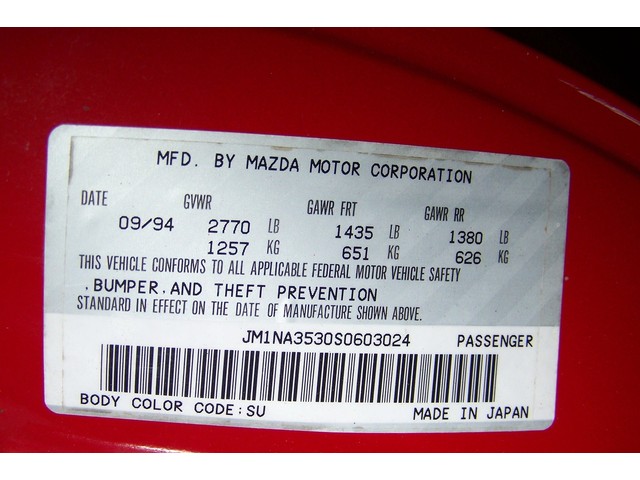 MFD. BY MAZDA MOTOR CORPORATION
DATE GVWR GAWR FRT GAWR RR
09/94 2770 LB 1435 LB 1380 LB
1257 KG 651 KG 626 KG
THIS VEHICLE CONFORMS TO ALL APPLICABLE FEDERAL MOTOR VEHICLE SAFETY
,BUMPER,AND THEFT PREVENTION
STANDARD IN EFFECT ON THE DATE OF MANUFACTURE SHOWN ABOVE.
JM1NA3530S0603024 PASSENGER
BODY COLOR CODE:SU MADE IN JAPAN